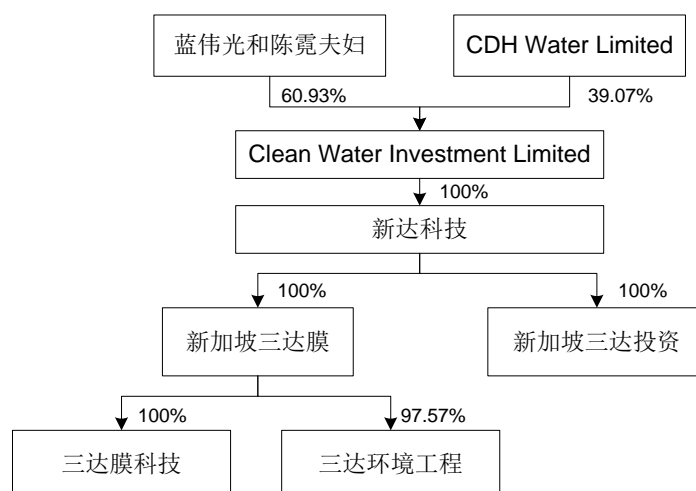 蓝伟光和陈霓夫妇
CDH Water Limited
60.93%
39.07%
Clean Water Investment Limited
100%
新达科技
100%
100%
新加坡三达膜
新加坡三达投资
100%
97.57%
三达膜科技
三达环境工程